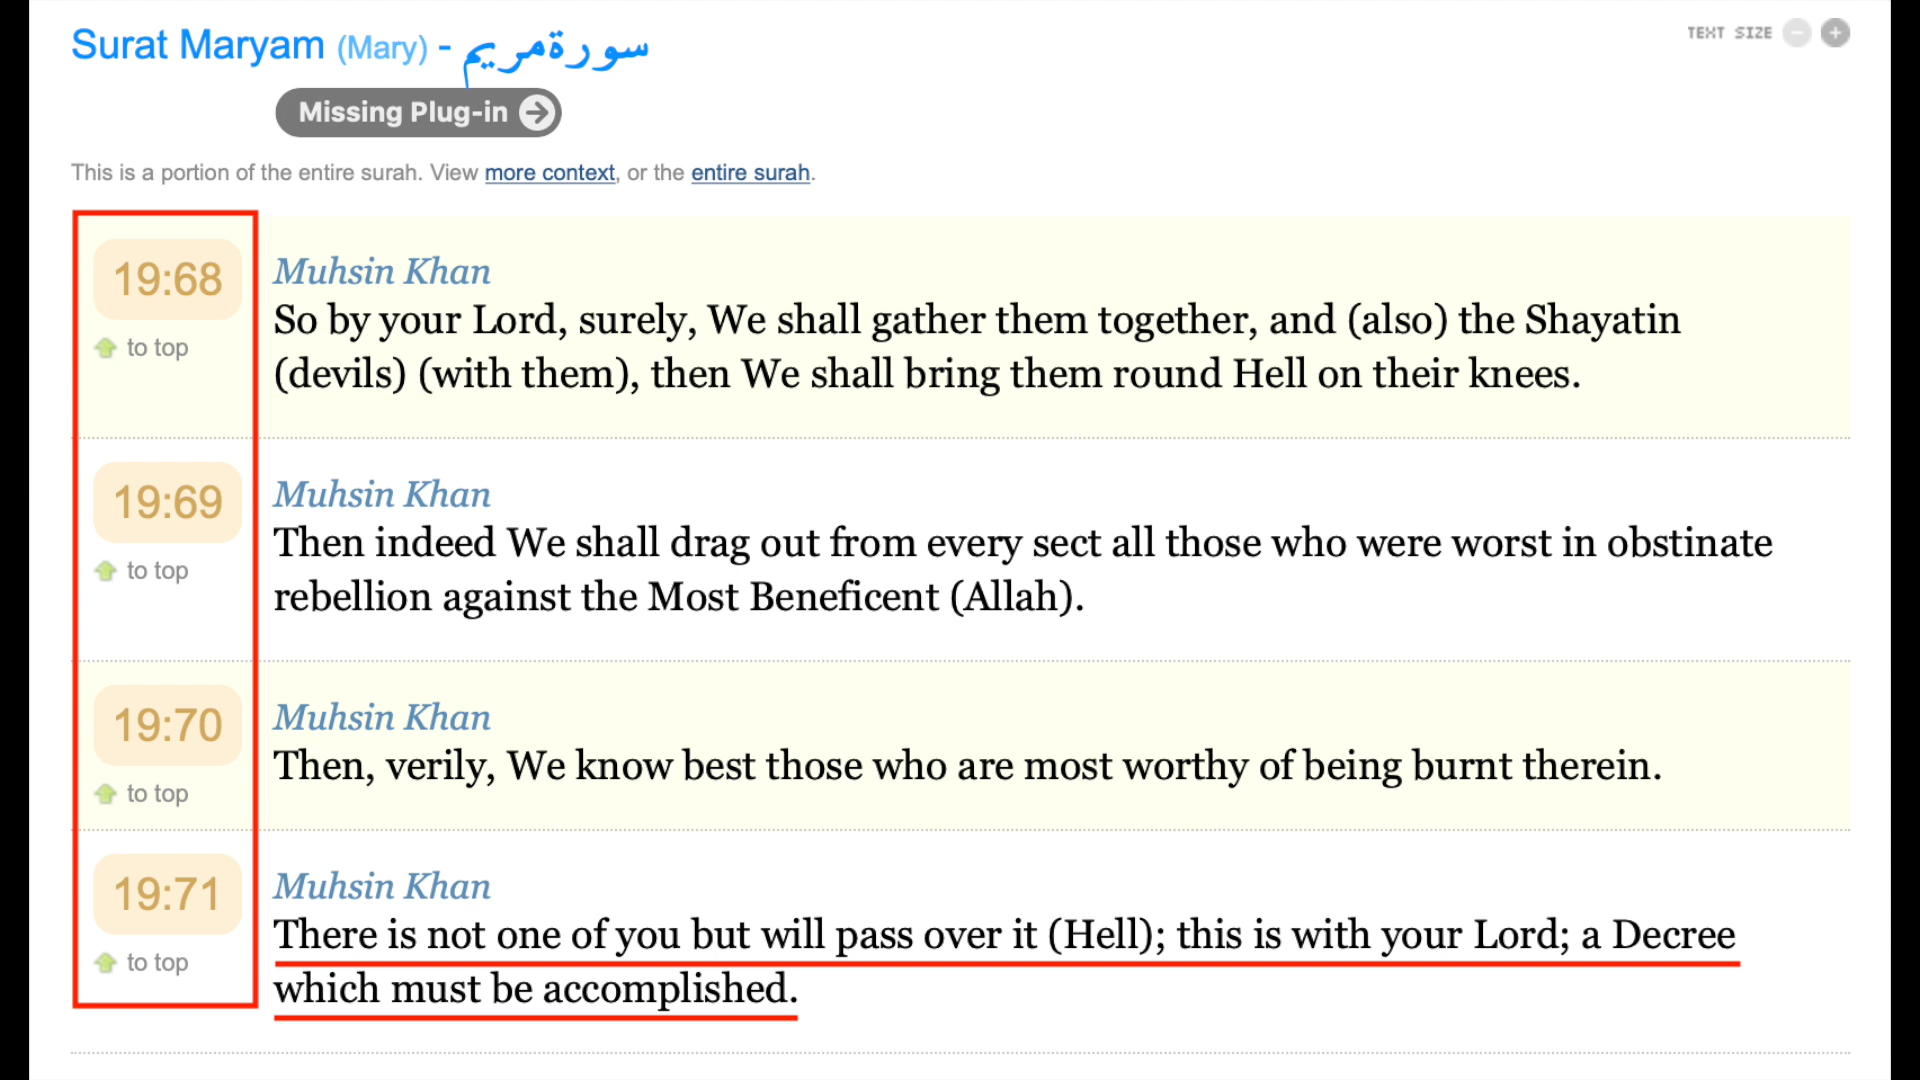 Surat Maryam (Mary) - سورة مريم
TEXT SIZE
Missing Plug-in
This is a portion of the entire surah. View more context, or the entire surah.
19:68
to top
Muhsin Khan
So by your Lord, surely, We shall gather them together, and (also) the Shayatin
(devils) (with them), then We shall bring them round Hell on their knees.
19:69
to top
Muhsin Khan
Then indeed We shall drag out from every sect all those who were worst in obstinate
rebellion against the Most Beneficent (Allah).
19:70
to top
Muhsin Khan
Then, verily, We know best those who are most worthy of being burnt therein.
19:71
to top
Muhsin Khan
There is not one of you but will pass over it (Hell); this is with your Lord; a Decree
which must be accomplished.